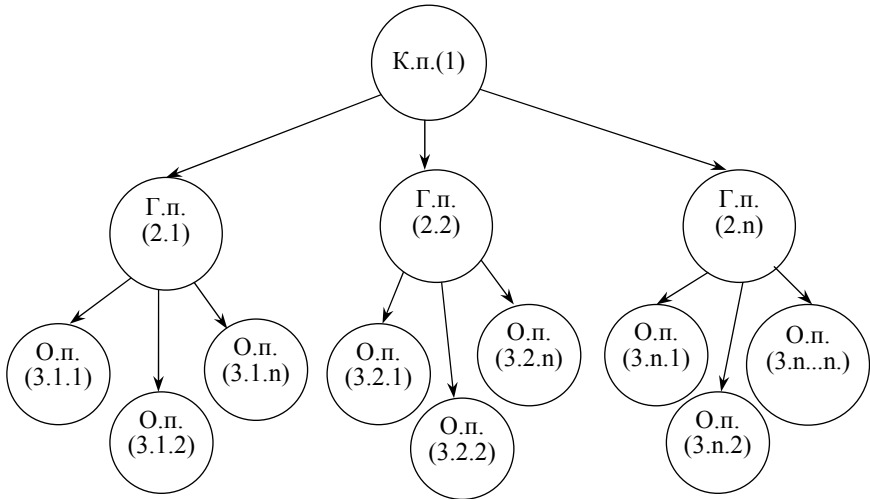 К.п.(1)
Г.п.
(2.1)
Г.п.
(2.2)
Г.п.
(2.n)
О.п.
(3.1.1)
О.п.
(3.1.2)
О.п.
(3.1.n)
О.п.
(3.2.1)
О.п.
(3.2.2)
О.п.
(3.2.n)
О.п.
(3.n.1)
О.п.
(3.n.2)
О.п.
(3.n...n.)